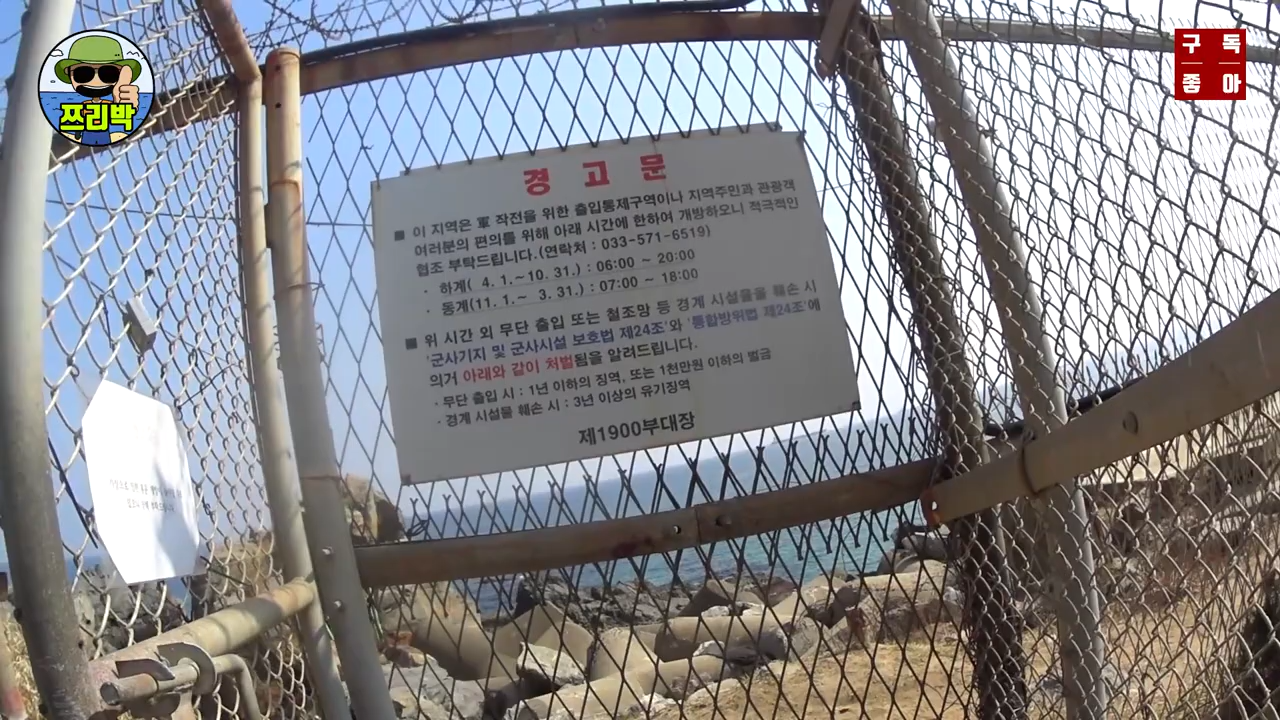 쯔리박
구독
좋아
경고문
■ 이 지역은 軍 작전을 위한 출입통제구역이나 지역주민과 관광객
여러분의 편의를 위해 아래 시간에 한하여 개방하오니 적극적인
협조 부탁드립니다.(연락처 : 033-571-6519)
· 하계( 4. 1.~10. 31.) : 06:00 ~ 20:00
· 동계(11. 1.~ 3. 31.) : 07:00 ~ 18:00
■ 위 시간 외 무단 출입 또는 철조망 등 경계 시설물을 훼손 시
'군사기지 및 군사시설 보호법 제24조'와 '통합방위법 제24조'에
의거 아래와 같이 처벌됨을 알려드립니다.
· 무단 출입 시 : 1년 이하의 징역, 또는 1천만원 이하의 벌금
· 경계 시설물 훼손 시 : 3년 이상의 유기징역
제1900부대장